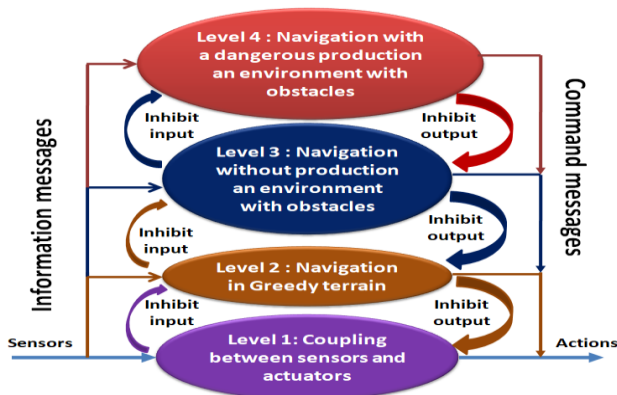 Level 4 : Navigation with
a dangerous production
an environment with
obstacles
Information messages
Command messages
Inhibit
input
Inhibit
output
Level 3 : Navigation
without production
an environment
with obstacles
Inhibit
input
Inhibit
output
Level 2 : Navigation
in Greedy terrain
Inhibit
input
Inhibit
output
Sensors
Level 1: Coupling
between sensors and
actuators
Actions